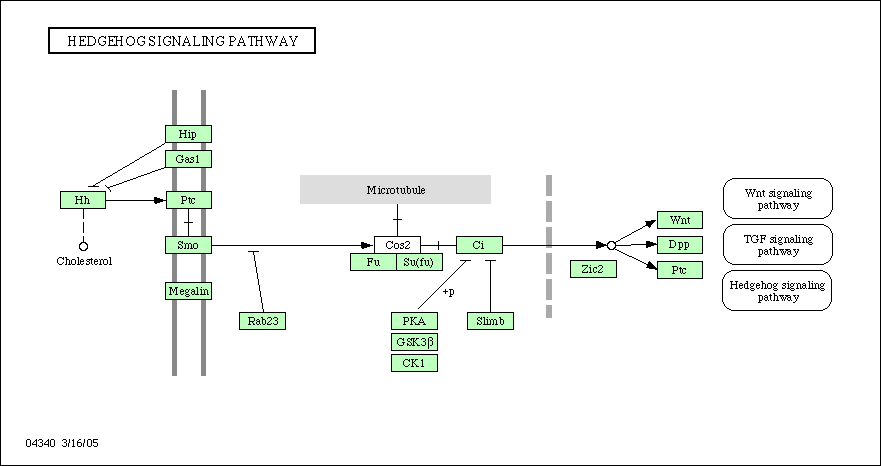 HEDGEHOG SIGNALING PATHWAY
Hip
Gas1
Hh
Ptc
Microtubule
Wnt signaling
pathway
Wnt
Smo
Cos2
Ci
Dpp
TGF signaling
pathway
Cholesterol
Fu
Su(fu)
Zic2
Ptc
Hedgehog signaling
pathway
Megalin
+p
Rab23
PKA
Slimb
GSK3β
CK1
04340 3/16/05